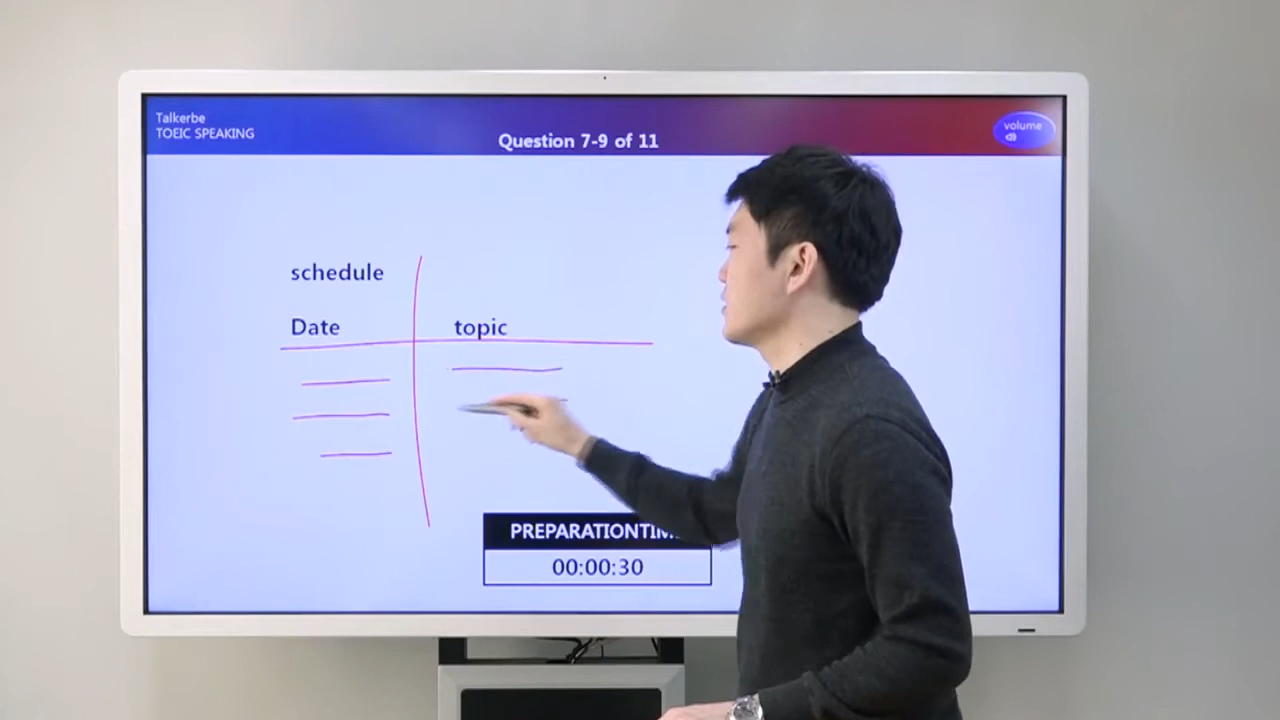 Talkerbe
TOEIC SPEAKING
Question 7-9 of 11
volume
schedule
Date topic
00:00:30